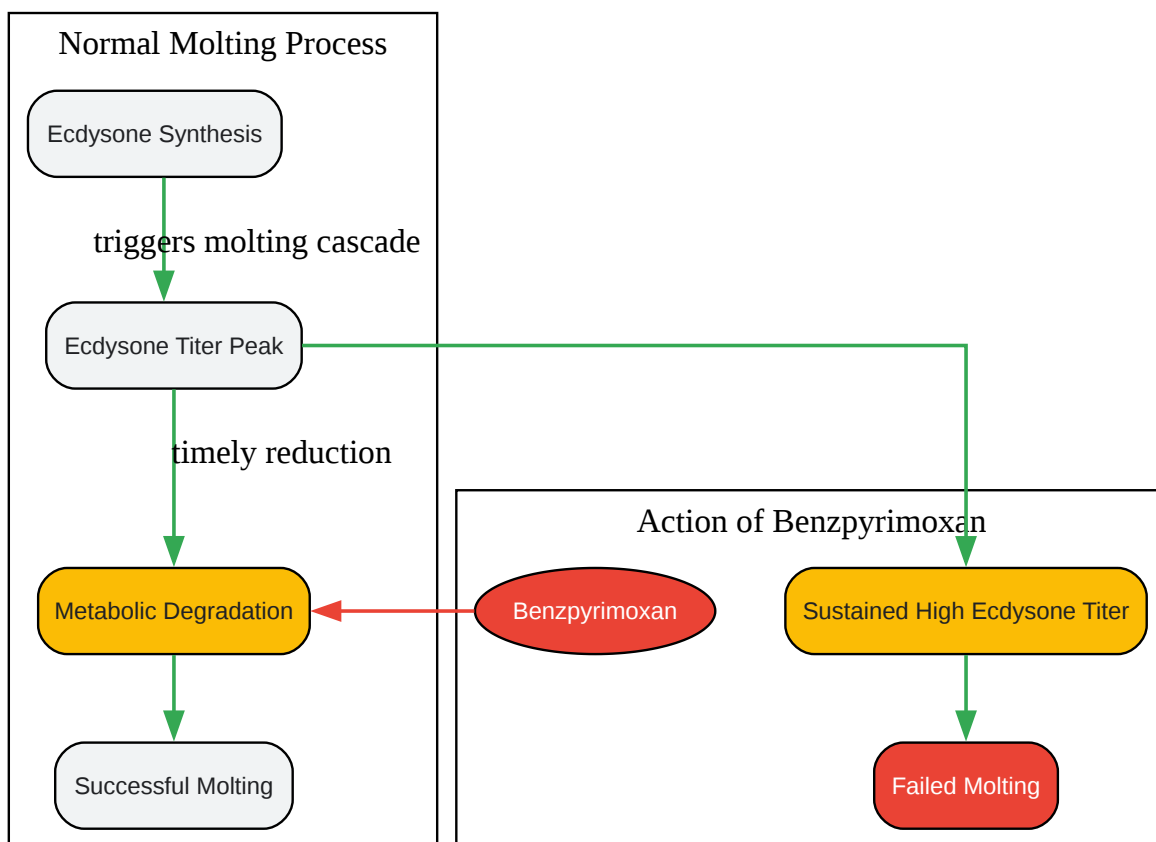 Normal Molting Process
Ecdysone Synthesis
triggers molting cascade
Ecdysone Titer Peak
timely reduction
Metabolic Degradation
Successful Molting
Action of Benzpyrimoxan
Benzpyrimoxan
Sustained High Ecdysone Titer
Failed Molting